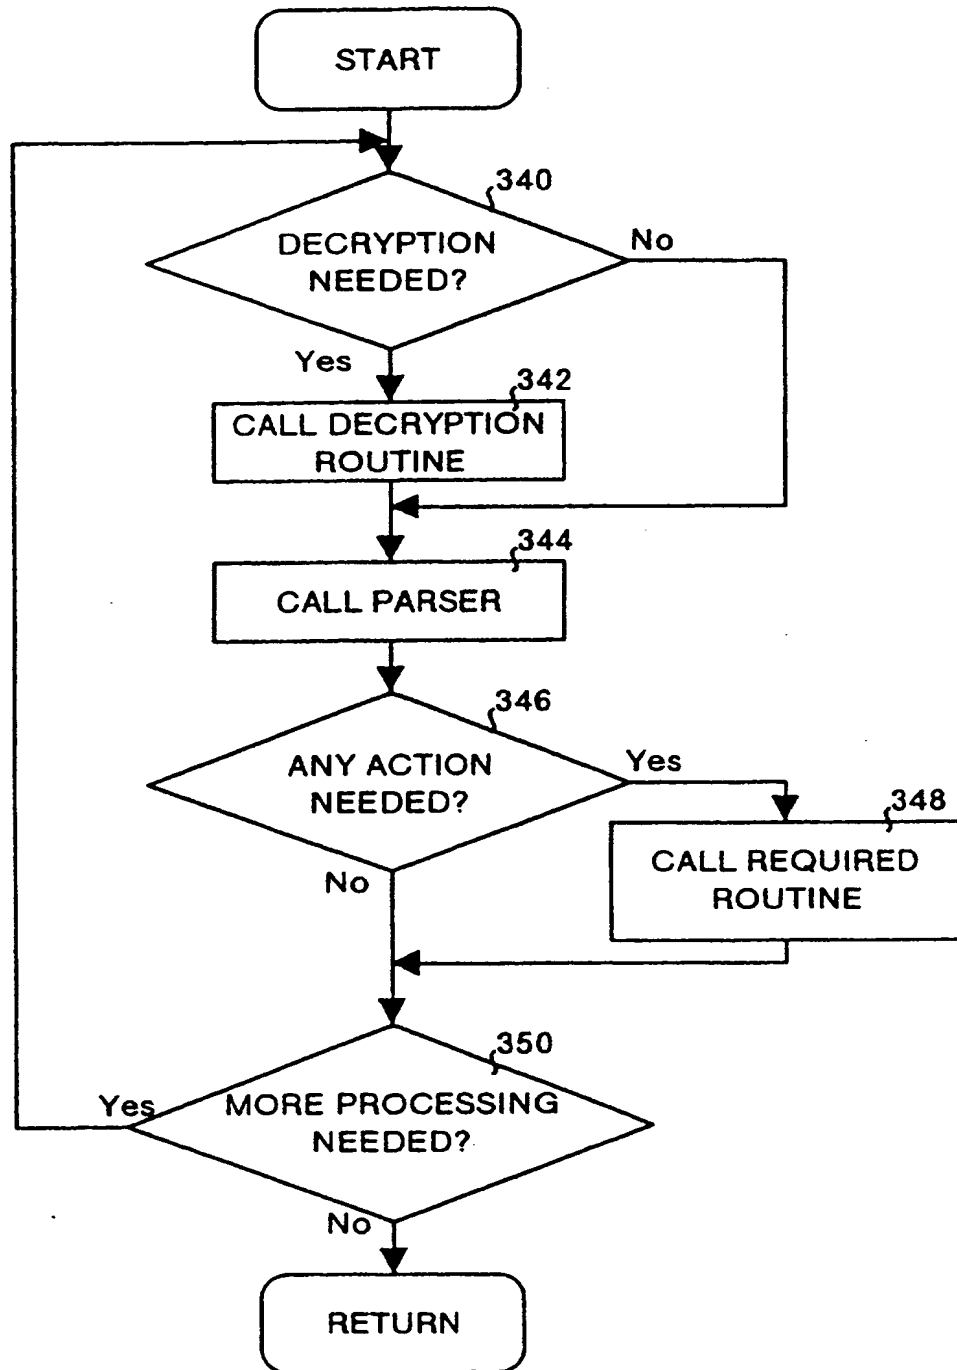 START
340
DECRYPTION
NEEDED?
No
Yes
342
CALL DECRYPTION
ROUTINE
344
CALL PARSER
346
ANY ACTION
NEEDED?
Yes
348
CALL REQUIRED
ROUTINE
No
350
MORE PROCESSING
NEEDED?
Yes
No
RETURN